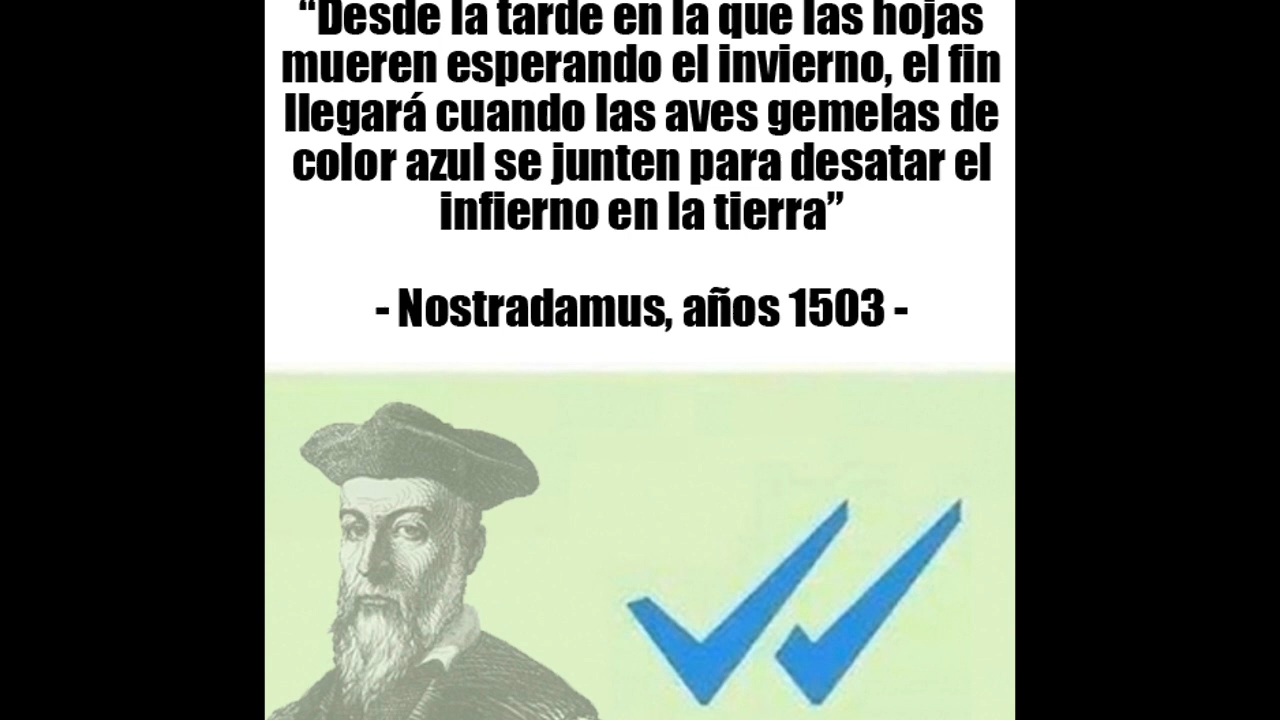 “Desde la tarde en la que las hojas
mueren esperando el invierno, el fin
llegará cuando las aves gemelas de
color azul se junten para desatar el
infierno en la tierra”
- Nostradamus, años 1503 -